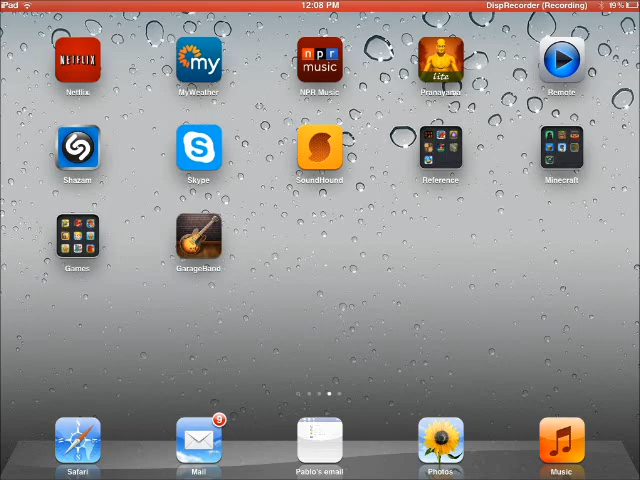 iPad 12:08 PM DispRecorder (Recording) 19%
NETFLIX my npr music lite
Netflix MyWeather NPR Music Pranayama Remote
Shazam Skype SoundHound Reference Minecraft
Games GarageBand
9
Safari Mail Pablo's email Photos Music